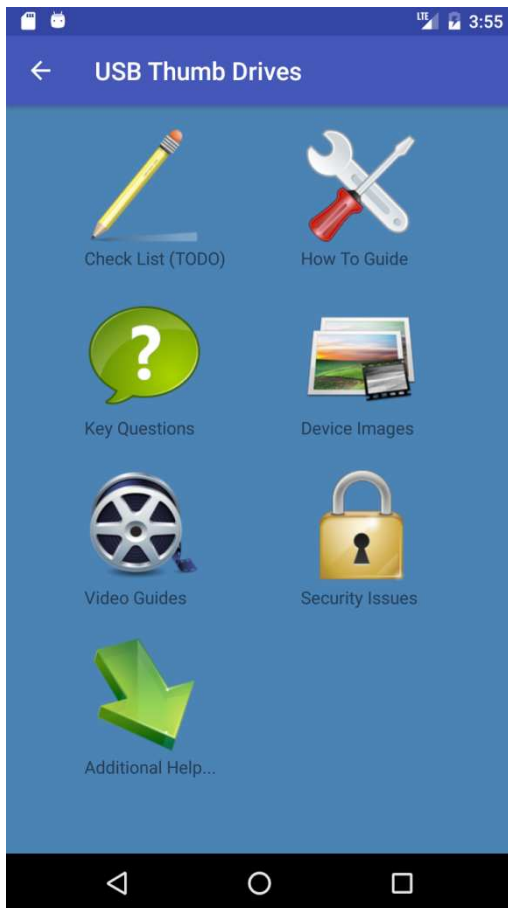 LTE 3:55
USB Thumb Drives
Check List (TODO)
How To Guide
?
Key Questions
Device Images
Video Guides
Security Issues
Additional Help...